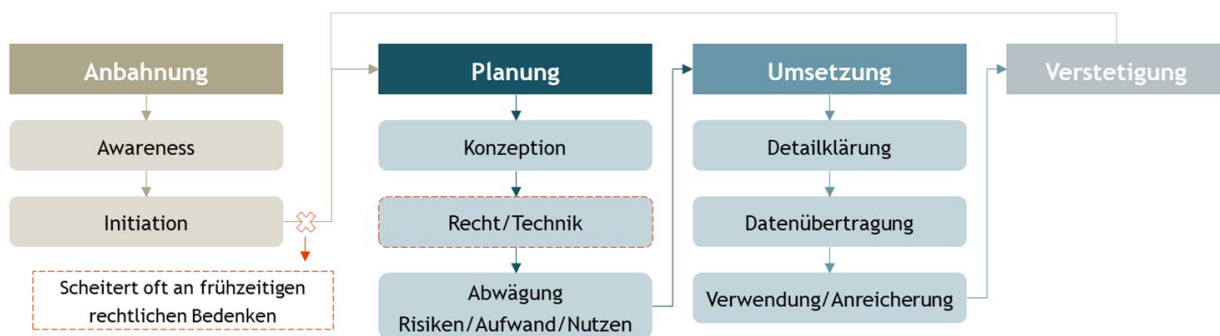 Anbahnung
Awareness
Initiation
Scheitert oft an frühzeitigen
rechtlichen Bedenken
Planung
Konzeption
Recht/Technik
Abwägung
Risiken/Aufwand/Nutzen
Umsetzung
Detailklärung
Datenübertragung
Verwendung/Anreicherung
Verstetigung